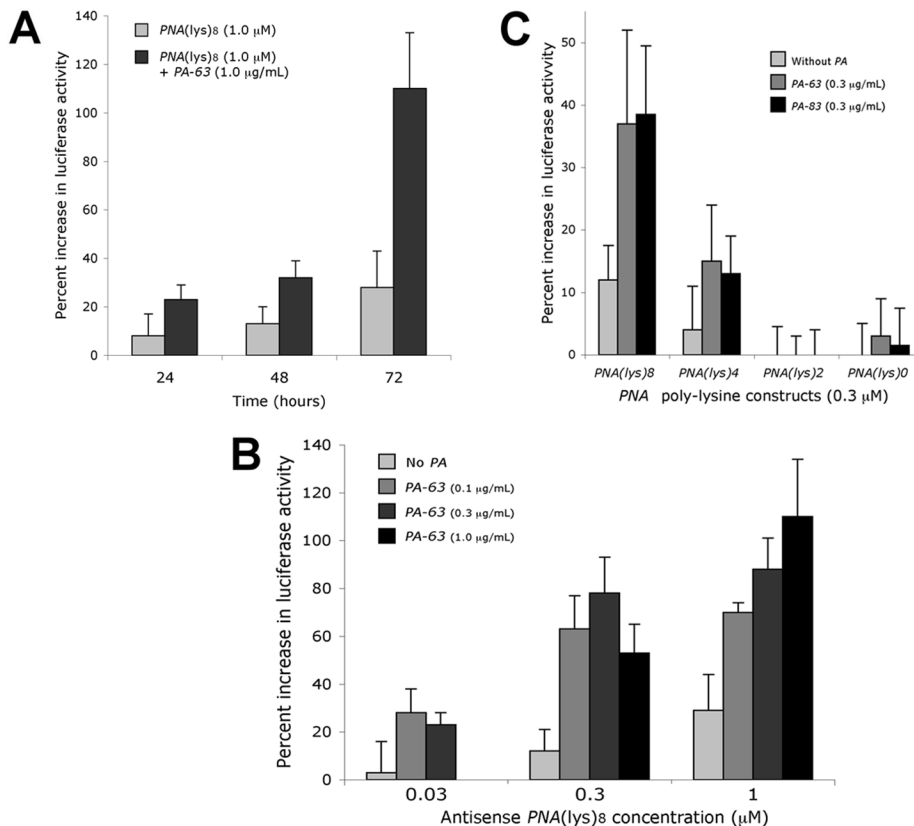 A
Percent increase in luciferase activity
140
120
100
80
60
40
20
0
PNA(lys)8 (1.0 μM)
PNA(lys)8 (1.0 μM)
+ PA-63 (1.0 μg/mL)
24 48 72
Time (hours)
C
Percent increase in luciferase activvity
50
40
30
20
10
0
Without PA
PA-63 (0.3 μg/mL)
PA-83 (0.3 μg/mL)
PNA(lys)8 PNA(lys)4 PNA(lys)2 PNA(lys)0
PNA poly-lysine constructs (0.3 μM)
B
Percent increase in luciferase activity
140
120
100
80
60
40
20
0
No PA
PA-63 (0.1 μg/mL)
PA-63 (0.3 μg/mL)
PA-63 (1.0 μg/mL)
0.03 0.3 1
Antisense PNA(lys)8 concentration (μM)